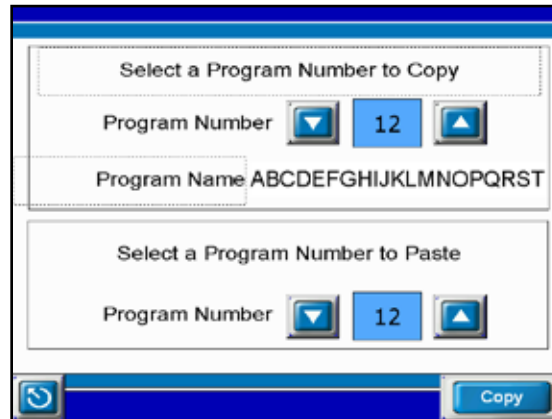 Select a Program Number to Copy
Program Number 12
Program Name ABCDEFGHIJKLMNOPQRST
Select a Program Number to Paste
Program Number 12
Copy